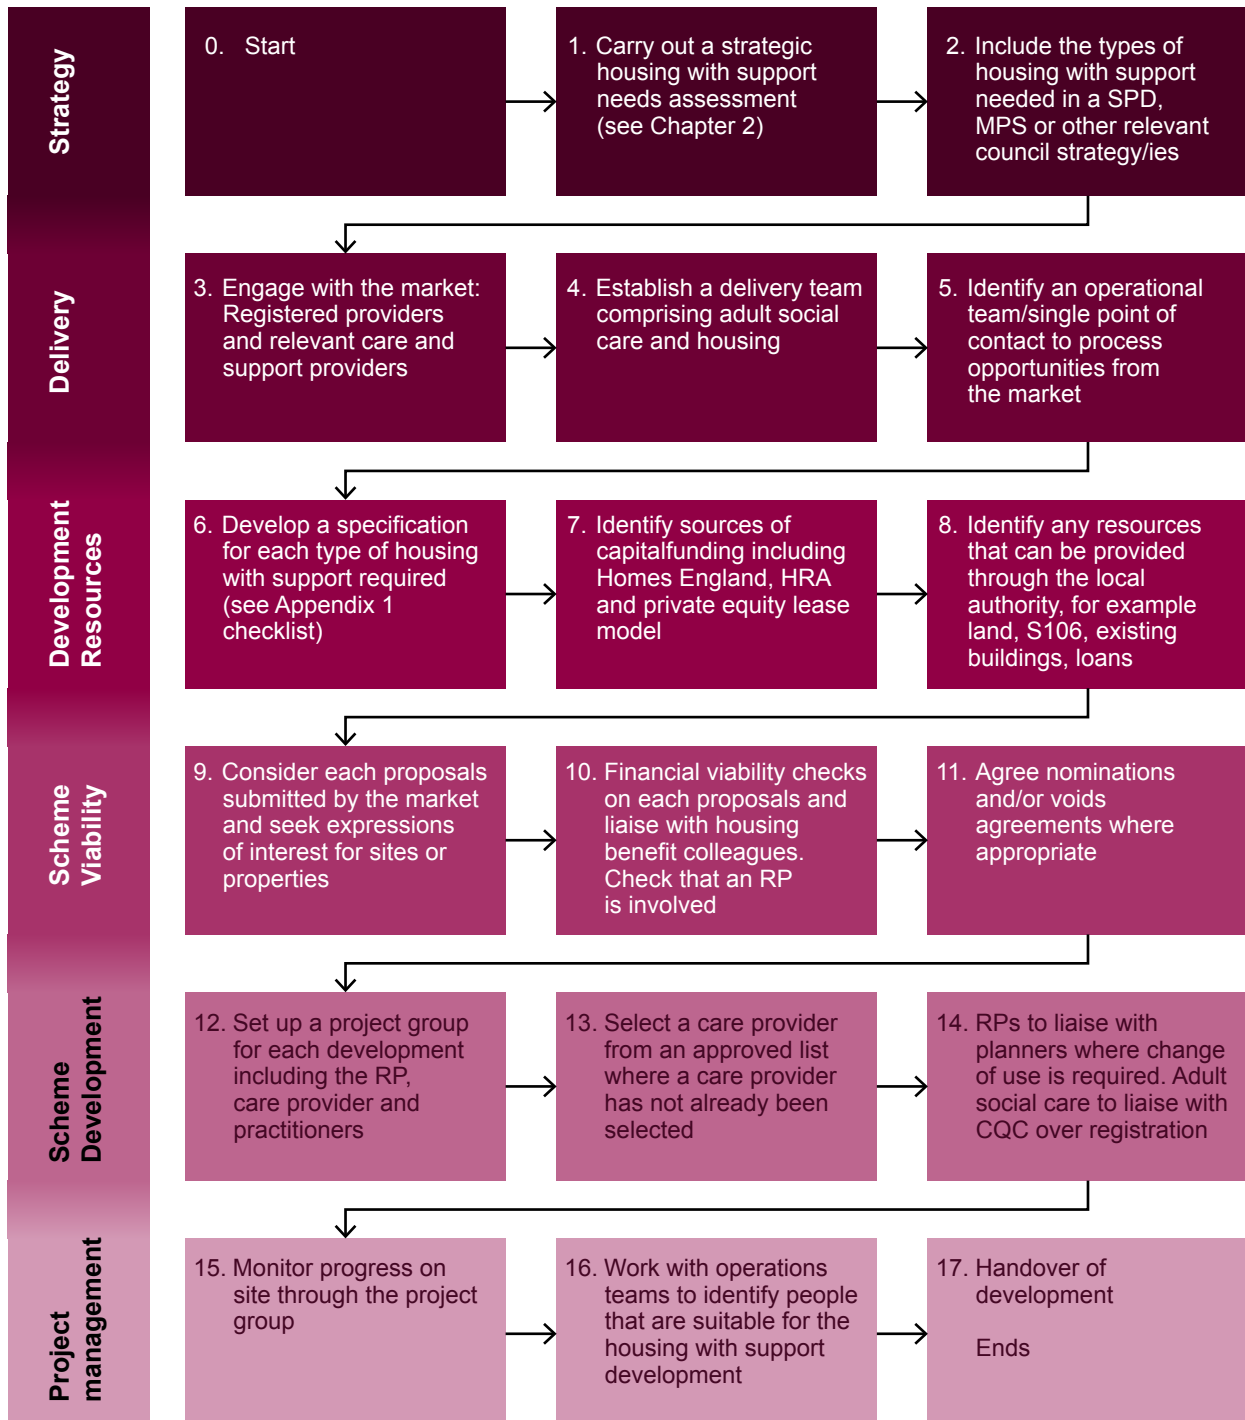 Strategy
0. Start
1. Carry out a strategic
housing with support
needs assessment
(see Chapter 2)
2. Include the types of
housing with support
needed in a SPD,
MPS or other relevant
council strategy/ies
Delivery
3. Engage with the market:
Registered providers
and relevant care and
support providers
4. Establish a delivery team
comprising adult social
care and housing
5. Identify an operational
team/single point of
contact to process
opportunities from
the market
Development
Resources
6. Develop a specification
for each type of housing
with support required
(see Appendix 1
checklist)
7. Identify sources of
capitalfunding including
Homes England, HRA
and private equity lease
model
8. Identify any resources
that can be provided
through the local
authority, for example
land, S106, existing
buildings, loans
Scheme
Viability
9. Consider each proposals
submitted by the market
and seek expressions
of interest for sites or
properties
10. Financial viability checks
on each proposals and
liaise with housing
benefit colleagues.
Check that an RP
is involved
11. Agree nominations
and/or voids
agreements where
appropriate
Scheme
Development
12. Set up a project group
for each development
including the RP,
care provider and
practitioners
13. Select a care provider
from an approved list
where a care provider
has not already been
selected
14. RPs to liaise with
planners where change
of use is required. Adult
social care to liaise with
CQC over registration
Project
management
15. Monitor progress on
site through the project
group
16. Work with operations
teams to identify people
that are suitable for the
housing with support
development
17. Handover of
development
Ends